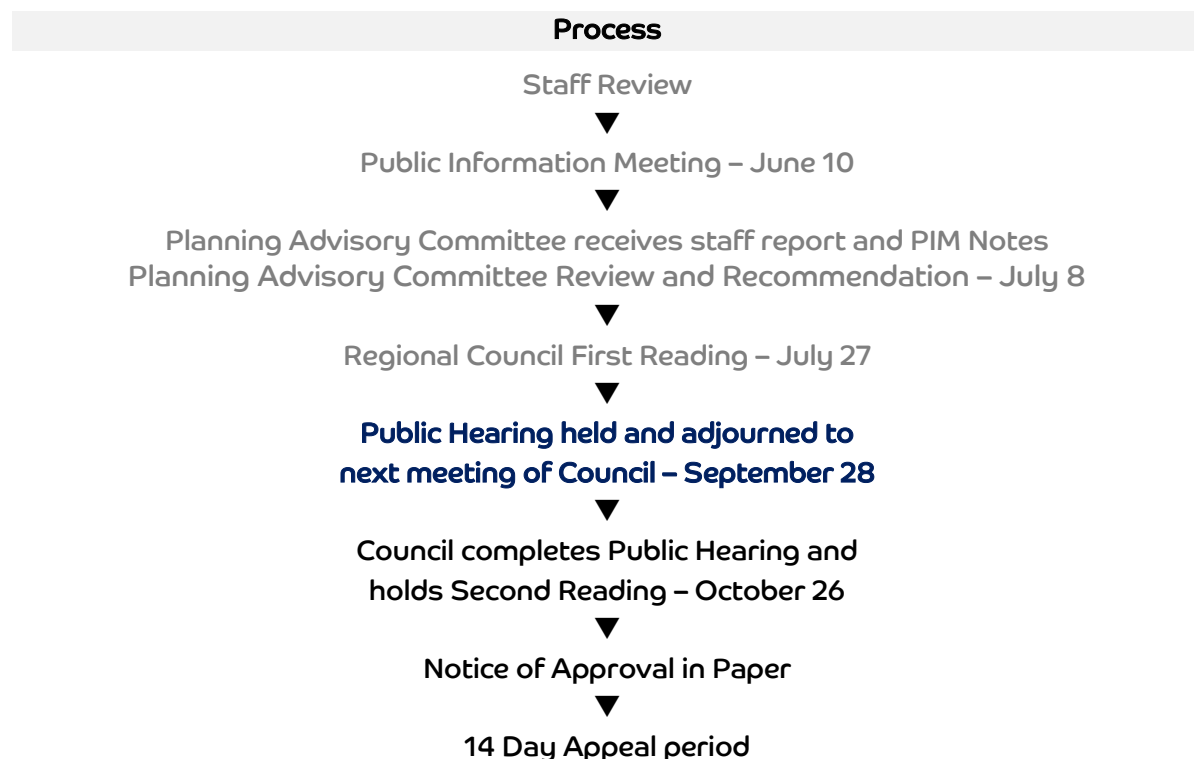 Process
Staff Review
Public Information Meeting – June 10
Planning Advisory Committee receives staff report and PIM Notes
Planning Advisory Committee Review and Recommendation – July 8
Regional Council First Reading – July 27
Public Hearing held and adjourned to
next meeting of Council – September 28
Council completes Public Hearing and
holds Second Reading – October 26
Notice of Approval in Paper
14 Day Appeal period